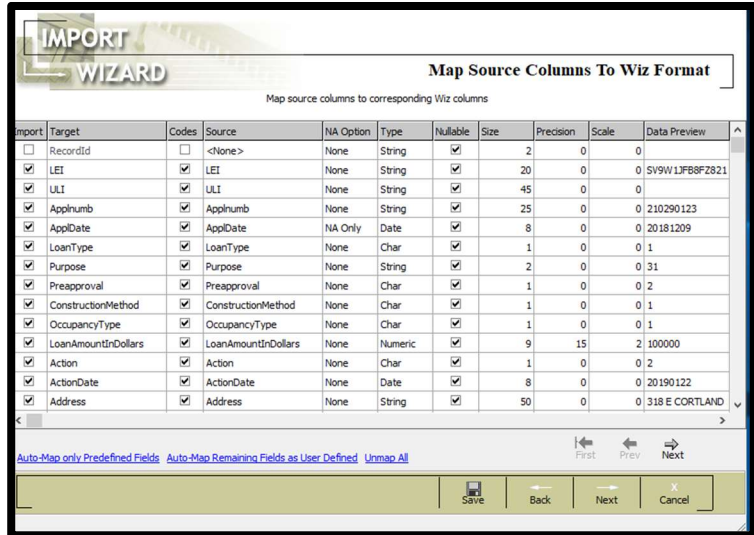 IMPORT
WIZARD
Map Source Columns To Wiz Format
Map source columns to corresponding Wiz columns
Import Target Codes Source NA Option Type Nullable Size Precision Scale Data Preview
RecordId <None> None String 2 0 0
LEI LEI None String 20 0 0 SV9W1JFB8FZ821
ULI ULI None String 45 0 0
Applnumb Applnumb None String 25 0 0 210290123
ApplDate ApplDate NA Only Date 8 0 0 20181209
LoanType LoanType None Char 1 0 0 1
Purpose Purpose None String 2 0 0 31
Preapproval Preapproval None Char 1 0 0 2
ConstructionMethod ConstructionMethod None Char 1 0 0 1
OccupancyType OccupancyType None Char 1 0 0 1
LoanAmountInDollars LoanAmountInDollars None Numeric 9 15 2 100000
Action Action None Char 1 0 0 2
ActionDate ActionDate None Date 8 0 0 20190122
Address Address None String 50 0 0 318 E CORTLAND
First Prev Next
Auto-Map only Predefined Fields Auto-Map Remaining Fields as User Defined Unmap All
Save Back Next X Cancel